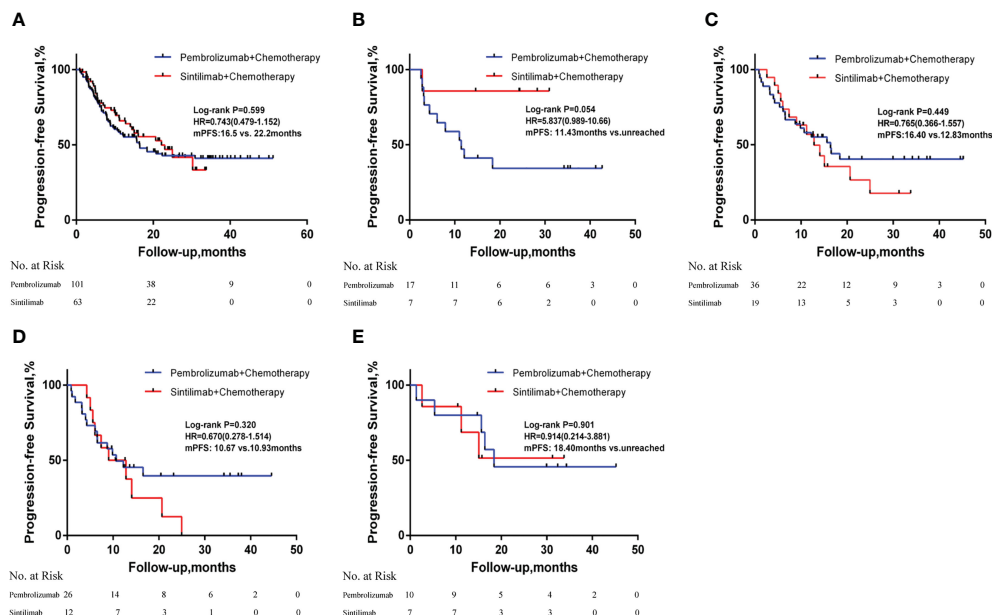 A
Progression-free Survival,%
100
50
0
0 20 40 60
Follow-up,months
Pembrolizumab+Chemotherapy
Sintilimab+Chemotherapy
Log-rank P=0.599
HR=0.743(0.479-1.152)
mPFS:16.5 vs 22.2months
No. at Risk
Pembrolizumab 101 38 9 0
Sintilimab 63 22 0 0
B
Progression-free Survival,%
100
50
0
0 10 20 30 40 50
Follow-up,months
Pembrolizumab+Chemotherapy
Sintilimab+Chemotherapy
Log-rank P=0.054
HR=5.837(0.989-10.66)
mPFS: 11.43months vs.unreached
No. at Risk
Pembrolizumab 17 11 6 6 3 0
Sintilimab 7 7 6 2 0 0
C
Progression-free Survival,%
100
50
0
0 10 20 30 40 50
Follow-up,months
Pembrolizumab+Chemotherapy
Sintilimab+Chemotherapy
Log-rank P=0.449
HR=0.765(0.366-1.557)
mPFS:16.40 vs.12.83months
No. at Risk
Pembrolizumab 36 22 12 9 3 0
Sintilimab 19 13 5 3 0 0
D
Progression-free Survival,%
100
50
0
0 10 20 30 40 50
Follow-up,months
Pembrolizumab+Chemotherapy
Sintilimab+Chemotherapy
Log-rank P=0.320
HR=0.670(0.278-1.514)
mPFS: 10.67 vs.10.93months
No. at Risk
Pembrolizumab 26 14 8 6 2 0
Sintilimab 12 7 3 1 0 0
E
Progression-free Survival,%
100
50
0
0 10 20 30 40 50
Follow-up,months
Pembrolizumab+Chemotherapy
Sintilimab+Chemotherapy
Log-rank P=0.901
HR=0.914(0.214-3.881)
mPFS: 18.40months vs.unreached
No. at Risk
Pembrolizumab 10 9 5 4 2 0
Sintilimab 7 7 3 3 0 0